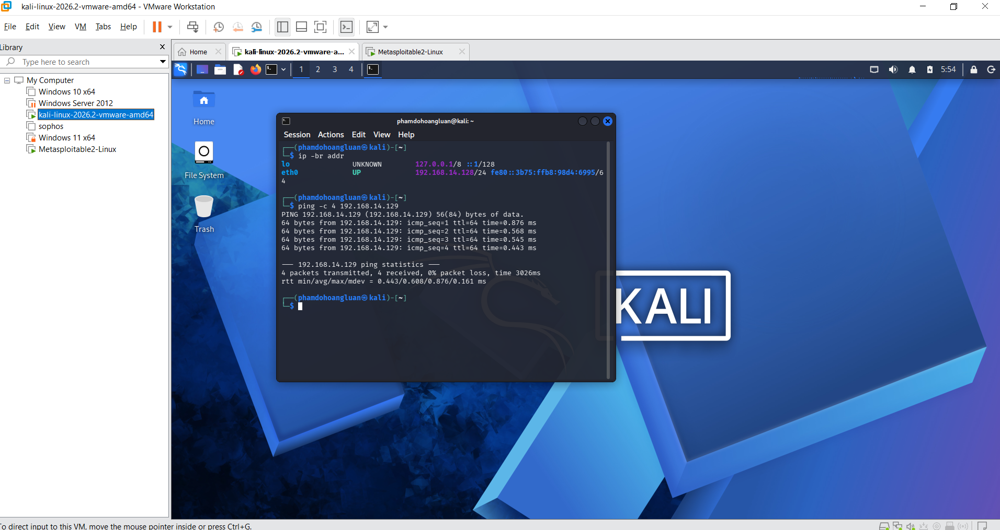 kali-linux-2026.2-vmware-amd64 - VMware Workstation
File Edit View VM Tabs Help
Library
Type here to search
My Computer
Windows 10 x64
Windows Server 2012
kali-linux-2026.2-vmware-amd64
sophos
Windows 11 x64
Metasploitable2-Linux
Home
kali-linux-2026.2-vmware-a...
Metasploitable2-Linux
1 2 3 4
5:54
Home
File System
Trash
phamdohoangluan@kali: ~
Session Actions Edit View Help
┌──(phamdohoangluan㉿kali)-[~]
└─$ ip -br addr
lo UNKNOWN 127.0.0.1/8 ::1/128
eth0 UP 192.168.14.128/24 fe80::3b75:ffb8:98d4:6995/6
4
┌──(phamdohoangluan㉿kali)-[~]
└─$ ping -c 4 192.168.14.129
PING 192.168.14.129 (192.168.14.129) 56(84) bytes of data.
64 bytes from 192.168.14.129: icmp_seq=1 ttl=64 time=0.876 ms
64 bytes from 192.168.14.129: icmp_seq=2 ttl=64 time=0.568 ms
64 bytes from 192.168.14.129: icmp_seq=3 ttl=64 time=0.545 ms
64 bytes from 192.168.14.129: icmp_seq=4 ttl=64 time=0.443 ms
--- 192.168.14.129 ping statistics ---
4 packets transmitted, 4 received, 0% packet loss, time 3026ms
rtt min/avg/max/mdev = 0.443/0.608/0.876/0.161 ms
┌──(phamdohoangluan㉿kali)-[~]
└─$
KALI
To direct input to this VM, move the mouse pointer inside or press Ctrl+G.